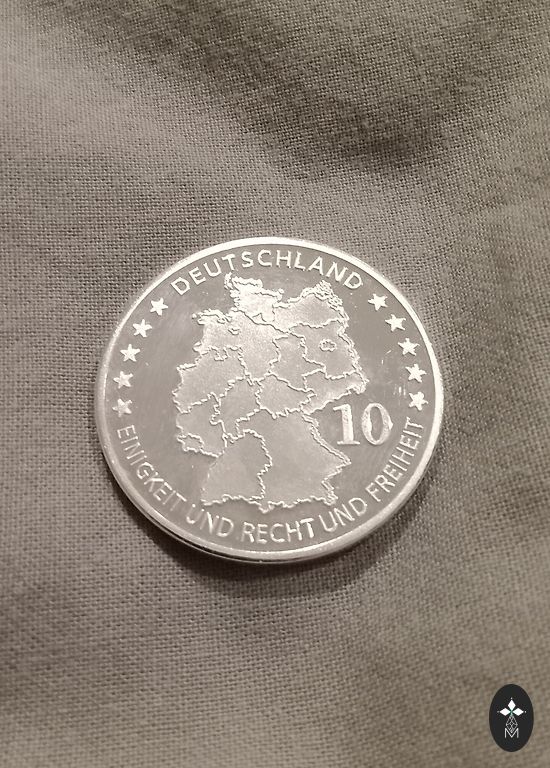 DEUTSCHLAND
10
EINIGKEIT UND RECHT UND FREIHEIT
M